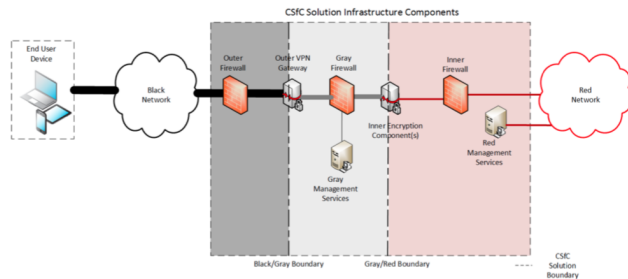 CSfC Solution Infrastructure Components
End User
Device
Black
Network
Outer
Firewall
Outer VPN
Gateway
Gray
Firewall
Inner
Firewall
Red
Network
Inner Encryption
Component(s)
Gray
Management
Services
Red
Management
Services
Black/Gray Boundary
Gray/Red Boundary
CSfC
Solution
Boundary